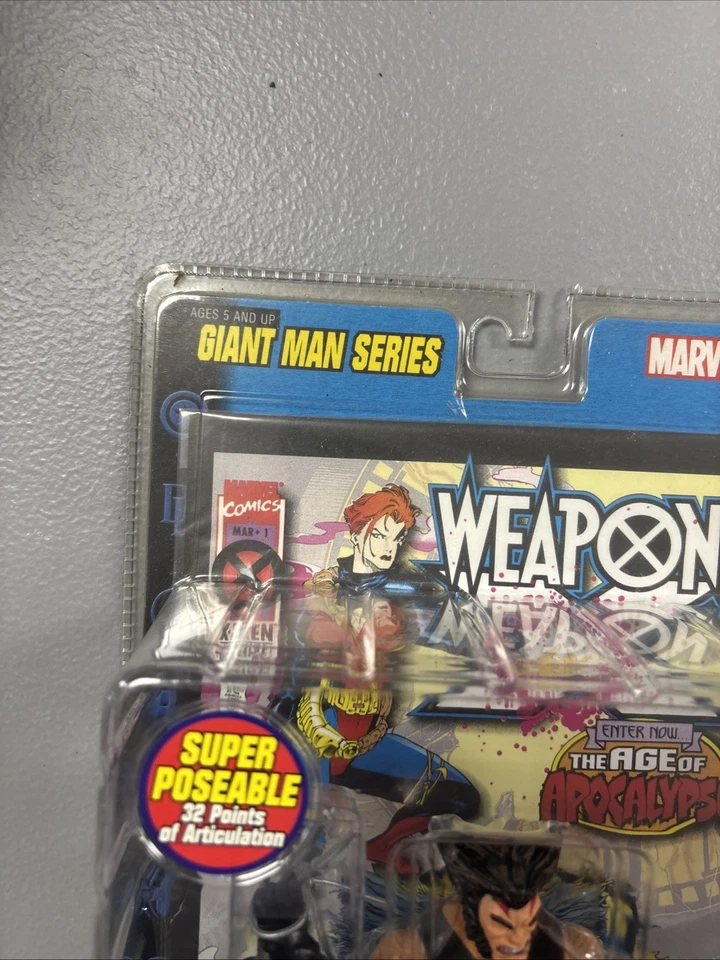 AGES 5 AND UP
GIANT MAN SERIES
MARV
MARVEL
COMICS
MAR • 1
WEAPON
ENTER NOW...
THE AGE OF
APOCALYPS
SUPER
POSEABLE
32 Points
of Articulation